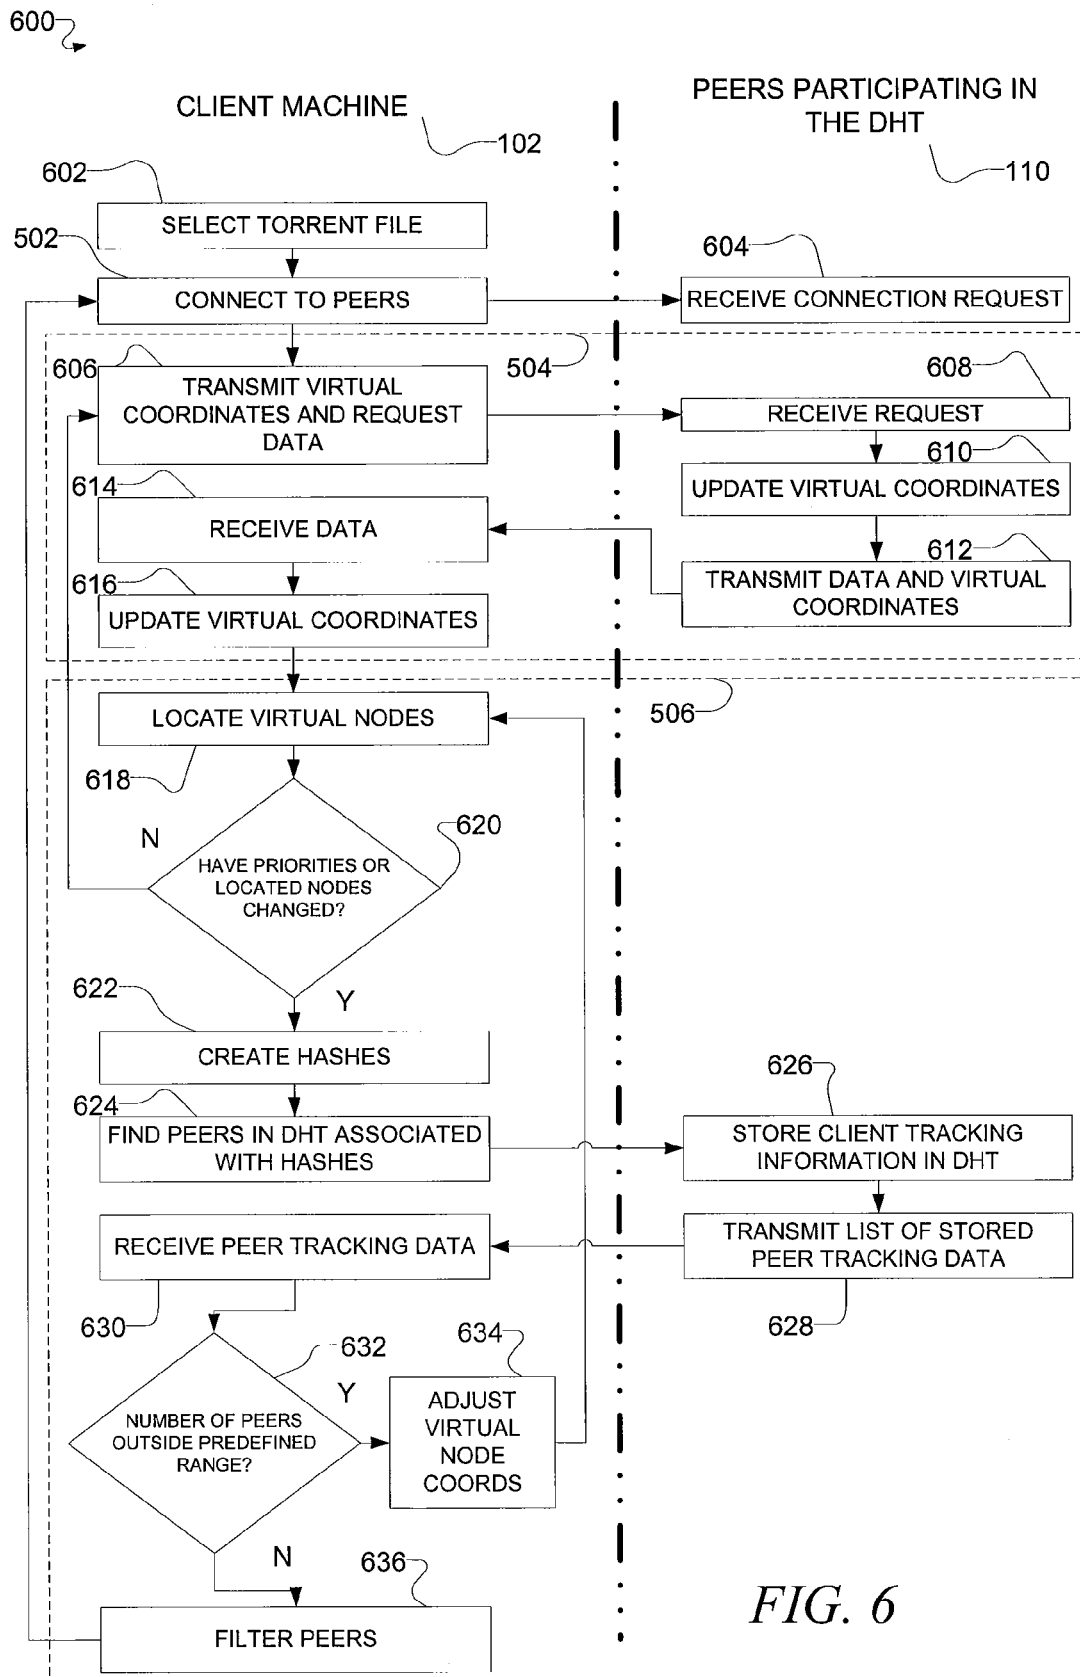 600
CLIENT MACHINE
102
PEERS PARTICIPATING IN
THE DHT
110
602
SELECT TORRENT FILE
502
CONNECT TO PEERS
604
RECEIVE CONNECTION REQUEST
504
606
TRANSMIT VIRTUAL
COORDINATES AND REQUEST
DATA
608
RECEIVE REQUEST
610
UPDATE VIRTUAL COORDINATES
612
TRANSMIT DATA AND VIRTUAL
COORDINATES
614
RECEIVE DATA
616
UPDATE VIRTUAL COORDINATES
506
LOCATE VIRTUAL NODES
618
N
620
HAVE PRIORITIES OR
LOCATED NODES
CHANGED?
Y
622
CREATE HASHES
624
FIND PEERS IN DHT ASSOCIATED
WITH HASHES
626
STORE CLIENT TRACKING
INFORMATION IN DHT
TRANSMIT LIST OF STORED
PEER TRACKING DATA
628
RECEIVE PEER TRACKING DATA
630
632
NUMBER OF PEERS
OUTSIDE PREDEFINED
RANGE?
Y
634
ADJUST
VIRTUAL
NODE
COORDS
N
636
FILTER PEERS
FIG. 6